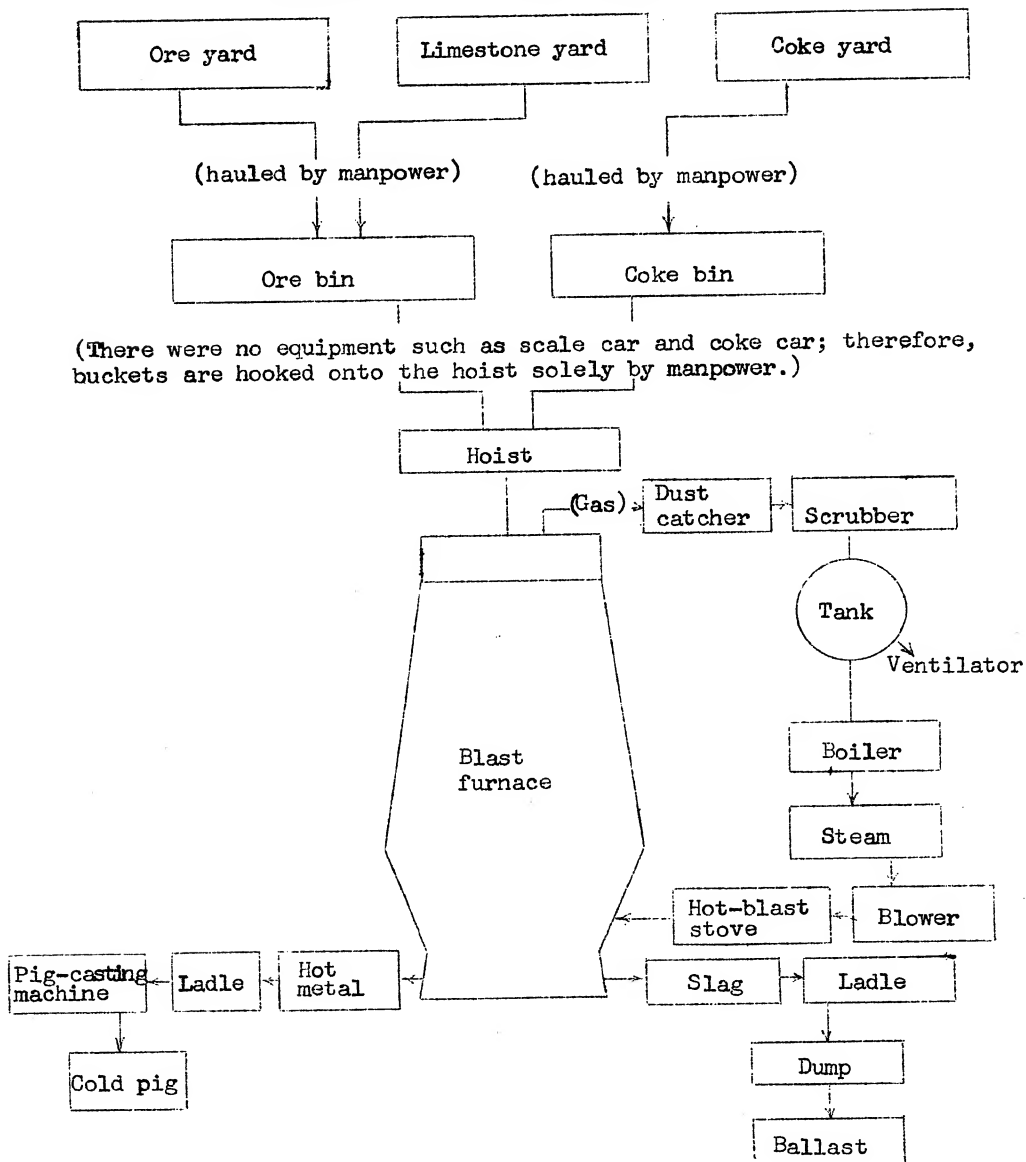 Ore yard
Limestone yard
Coke yard
(hauled by manpower)
(hauled by manpower)
Ore bin
Coke bin
(There were no equipment such as scale car and coke car; therefore,
buckets are hooked onto the hoist solely by manpower.)
Hoist
(Gas)
Dust
catcher
Scrubber
Tank
Ventilator
Blast
furnace
Boiler
Steam
Hot-blast
stove
Blower
Pig-casting
machine
Ladle
Hot
metal
Slag
Ladle
Cold pig
Dump
Ballast